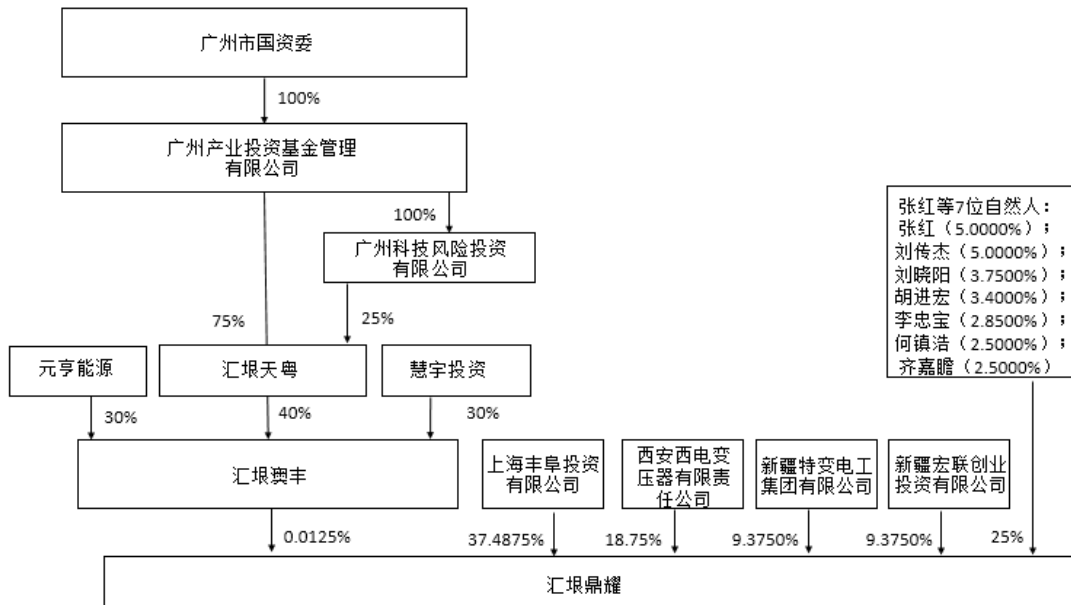 广州市国资委
100%
广州产业投资基金管理
有限公司
100%
广州科技风险投资
有限公司
75%
25%
元亨能源
汇垠天粤
慧宇投资
30%
40%
30%
汇垠澳丰
上海丰阜投资
有限公司
西安西电变
压器有限责
任公司
新疆特变电工
集团有限公司
新疆宏联创业
投资有限公司
张红等7位自然人：
张红（5.0000%）；
刘传杰（5.0000%）；
刘晓阳（3.7500%）；
胡进宏（3.4000%）；
李忠宝（2.8500%）；
何镇浩（2.5000%）；
齐嘉瞻（2.5000%）
0.0125%
37.4875%
18.75%
9.3750%
9.3750%
25%
汇垠鼎耀